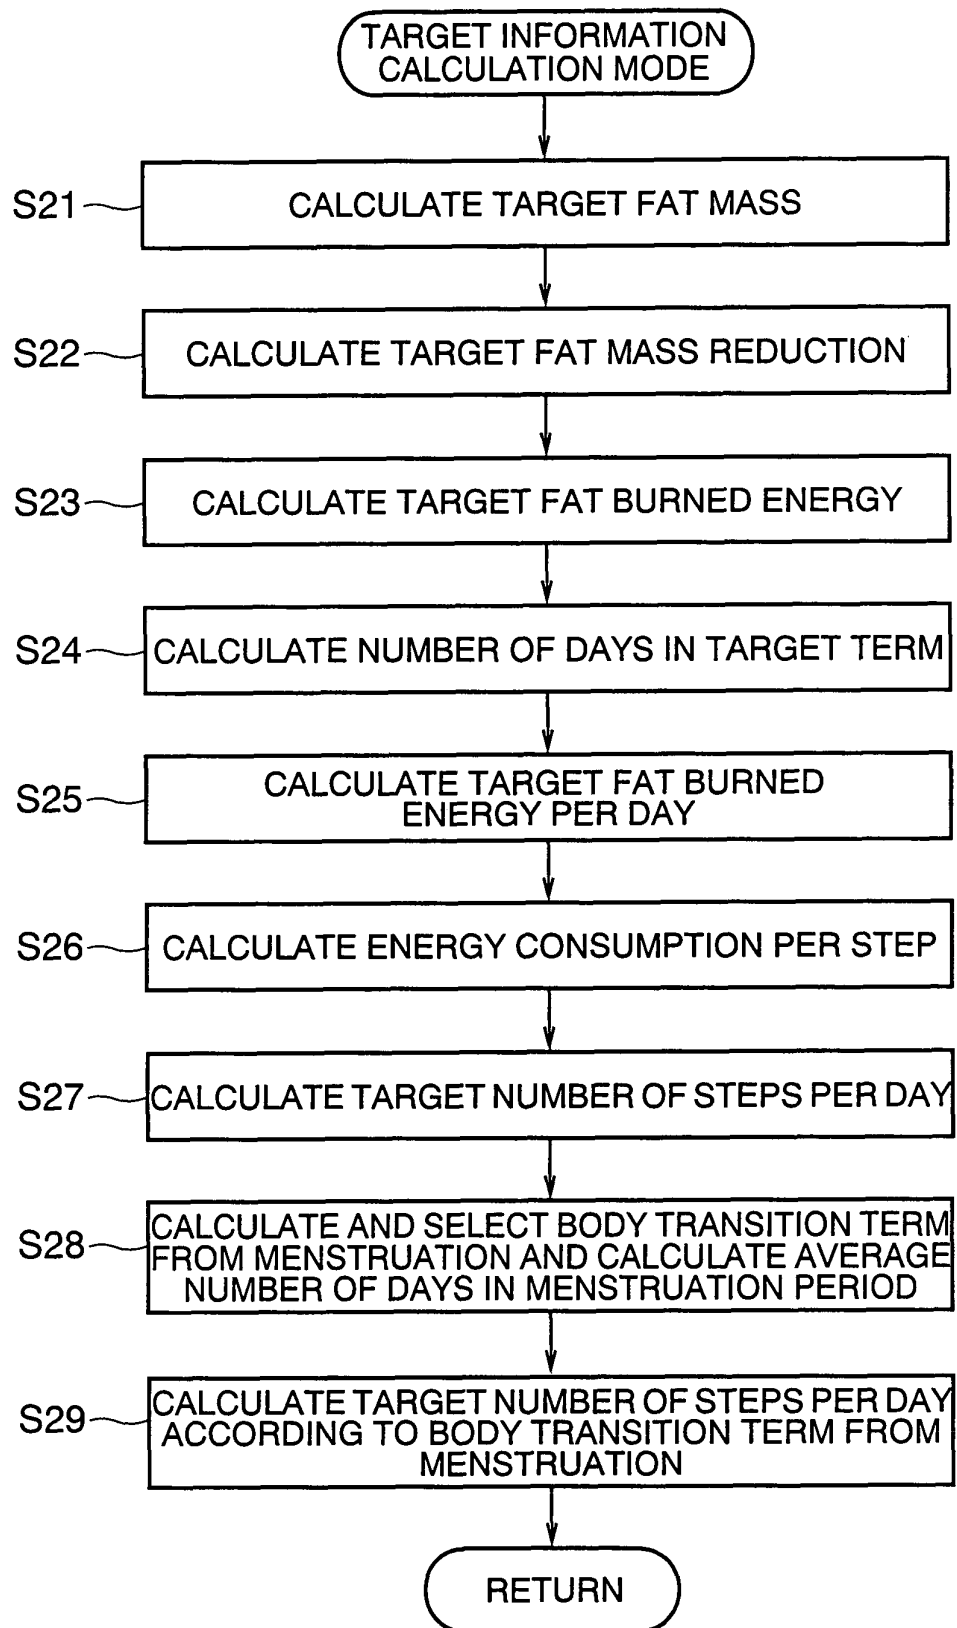 TARGET INFORMATION
CALCULATION MODE
S21
CALCULATE TARGET FAT MASS
S22
CALCULATE TARGET FAT MASS REDUCTION
S23
CALCULATE TARGET FAT BURNED ENERGY
S24
CALCULATE NUMBER OF DAYS IN TARGET TERM
S25
CALCULATE TARGET FAT BURNED
ENERGY PER DAY
S26
CALCULATE ENERGY CONSUMPTION PER STEP
S27
CALCULATE TARGET NUMBER OF STEPS PER DAY
S28
CALCULATE AND SELECT BODY TRANSITION TERM
FROM MENSTRUATION AND CALCULATE AVERAGE
NUMBER OF DAYS IN MENSTRUATION PERIOD
S29
CALCULATE TARGET NUMBER OF STEPS PER DAY
ACCORDING TO BODY TRANSITION TERM FROM
MENSTRUATION
RETURN